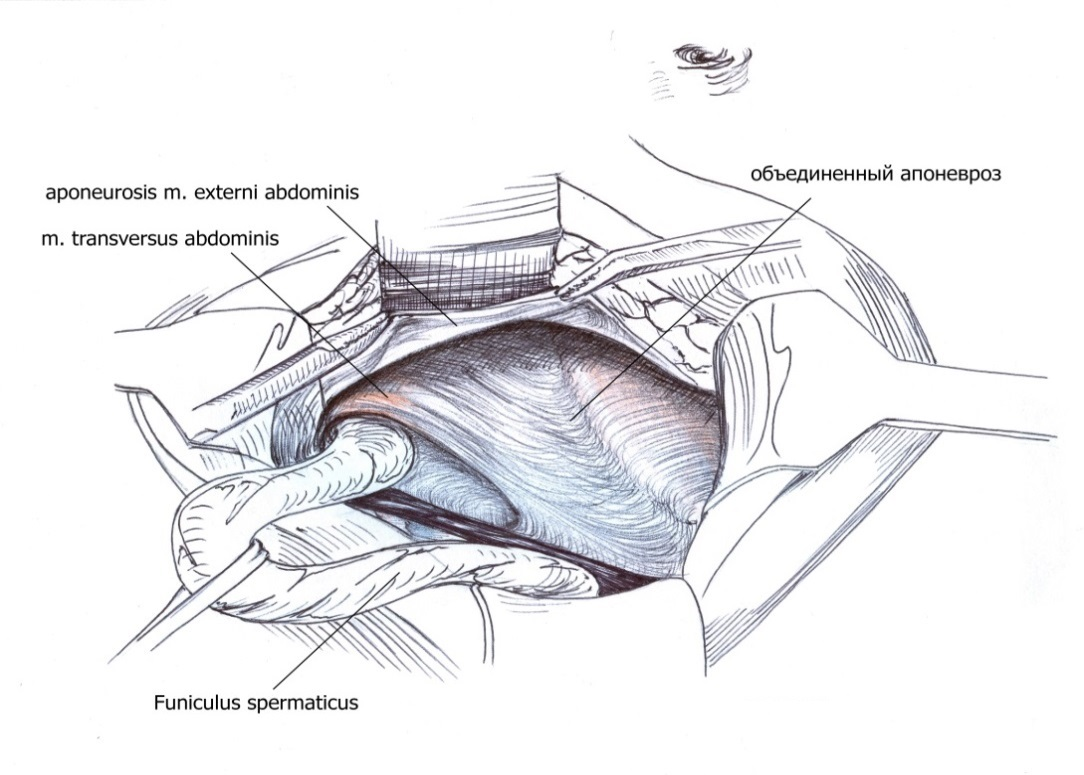 объединенный апоневроз
aponeurosis m. externi abdominis
m. transversus abdominis
Funiculus spermaticus